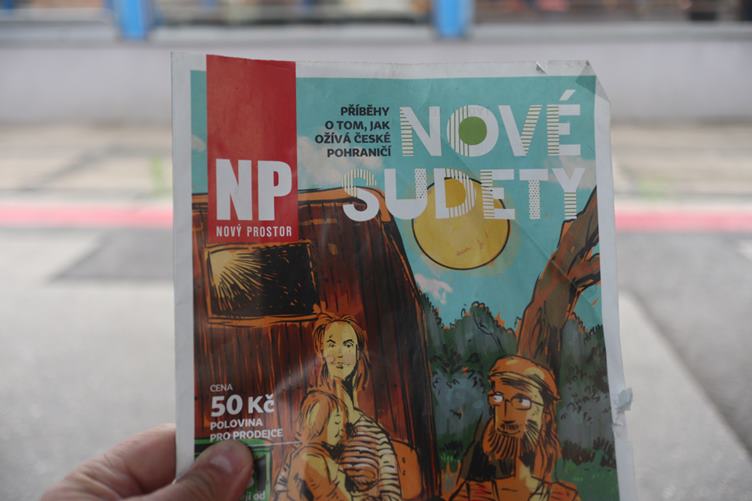 PŘÍBĚHY
O TOM, JAK
OŽÍVÁ ČESKÉ
POHRANIČÍ
NOVÉ
SUDETY
NP
NOVÝ PROSTOR
CENA
50 Kč
POLOVINA
PRO PRODEJCE